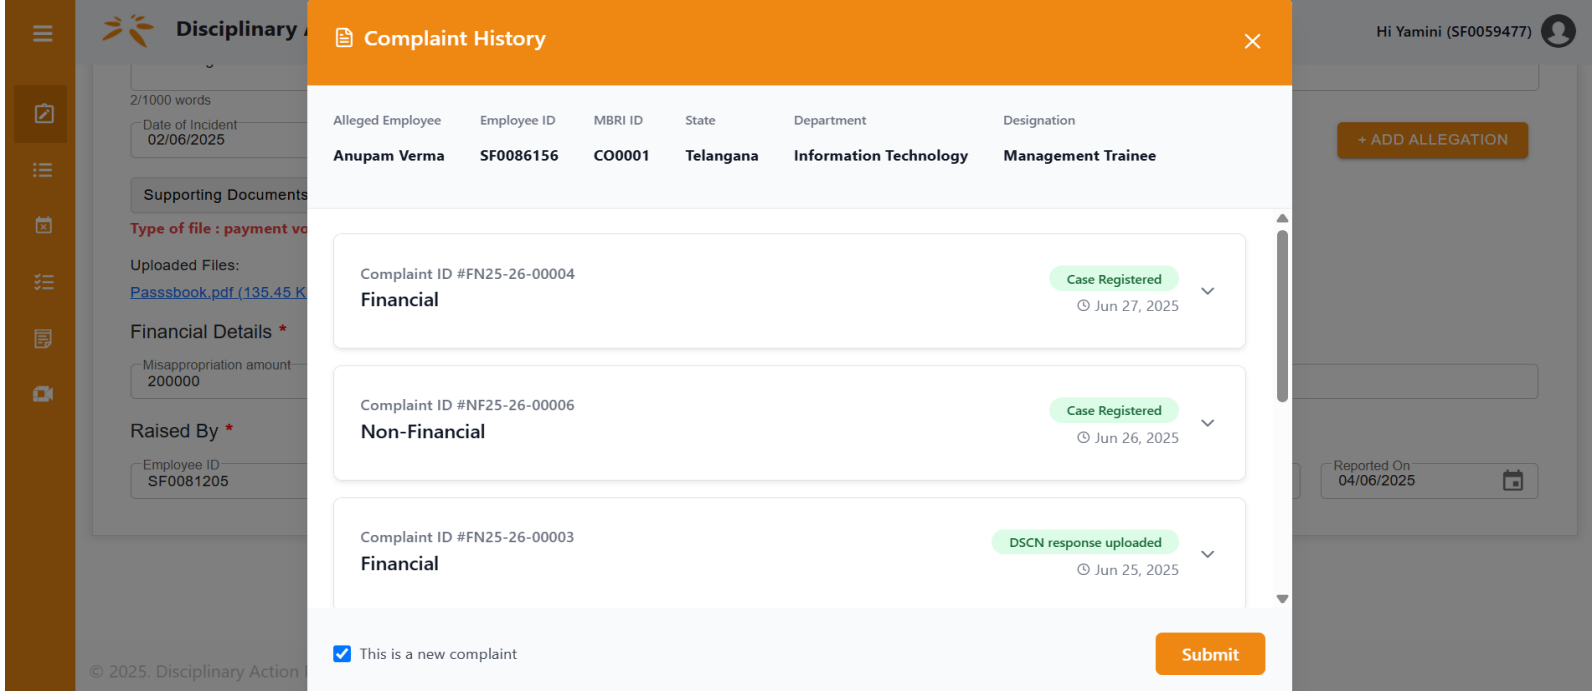 Disciplinary
Hi Yamini (SF0059477)
2/1000 words
Date of Incident
02/06/2025
+ ADD ALLEGATION
Supporting Documents
Type of file : payment
Uploaded Files:
Passsbook.pdf (135.45 K
Financial Details *
Misappropriation amount
200000
Raised By *
Employee ID
SF0081205
Reported On
04/06/2025
© 2025. Disciplinary Action
Complaint History
Alleged Employee Employee ID MBRI ID State Department Designation
Anupam Verma SF0086156 CO0001 Telangana Information Technology Management Trainee
Complaint ID #FN25-26-00004
Financial
Case Registered
Jun 27, 2025
Complaint ID #NF25-26-00006
Non-Financial
Case Registered
Jun 26, 2025
Complaint ID #FN25-26-00003
Financial
DSCN response uploaded
Jun 25, 2025
This is a new complaint
Submit